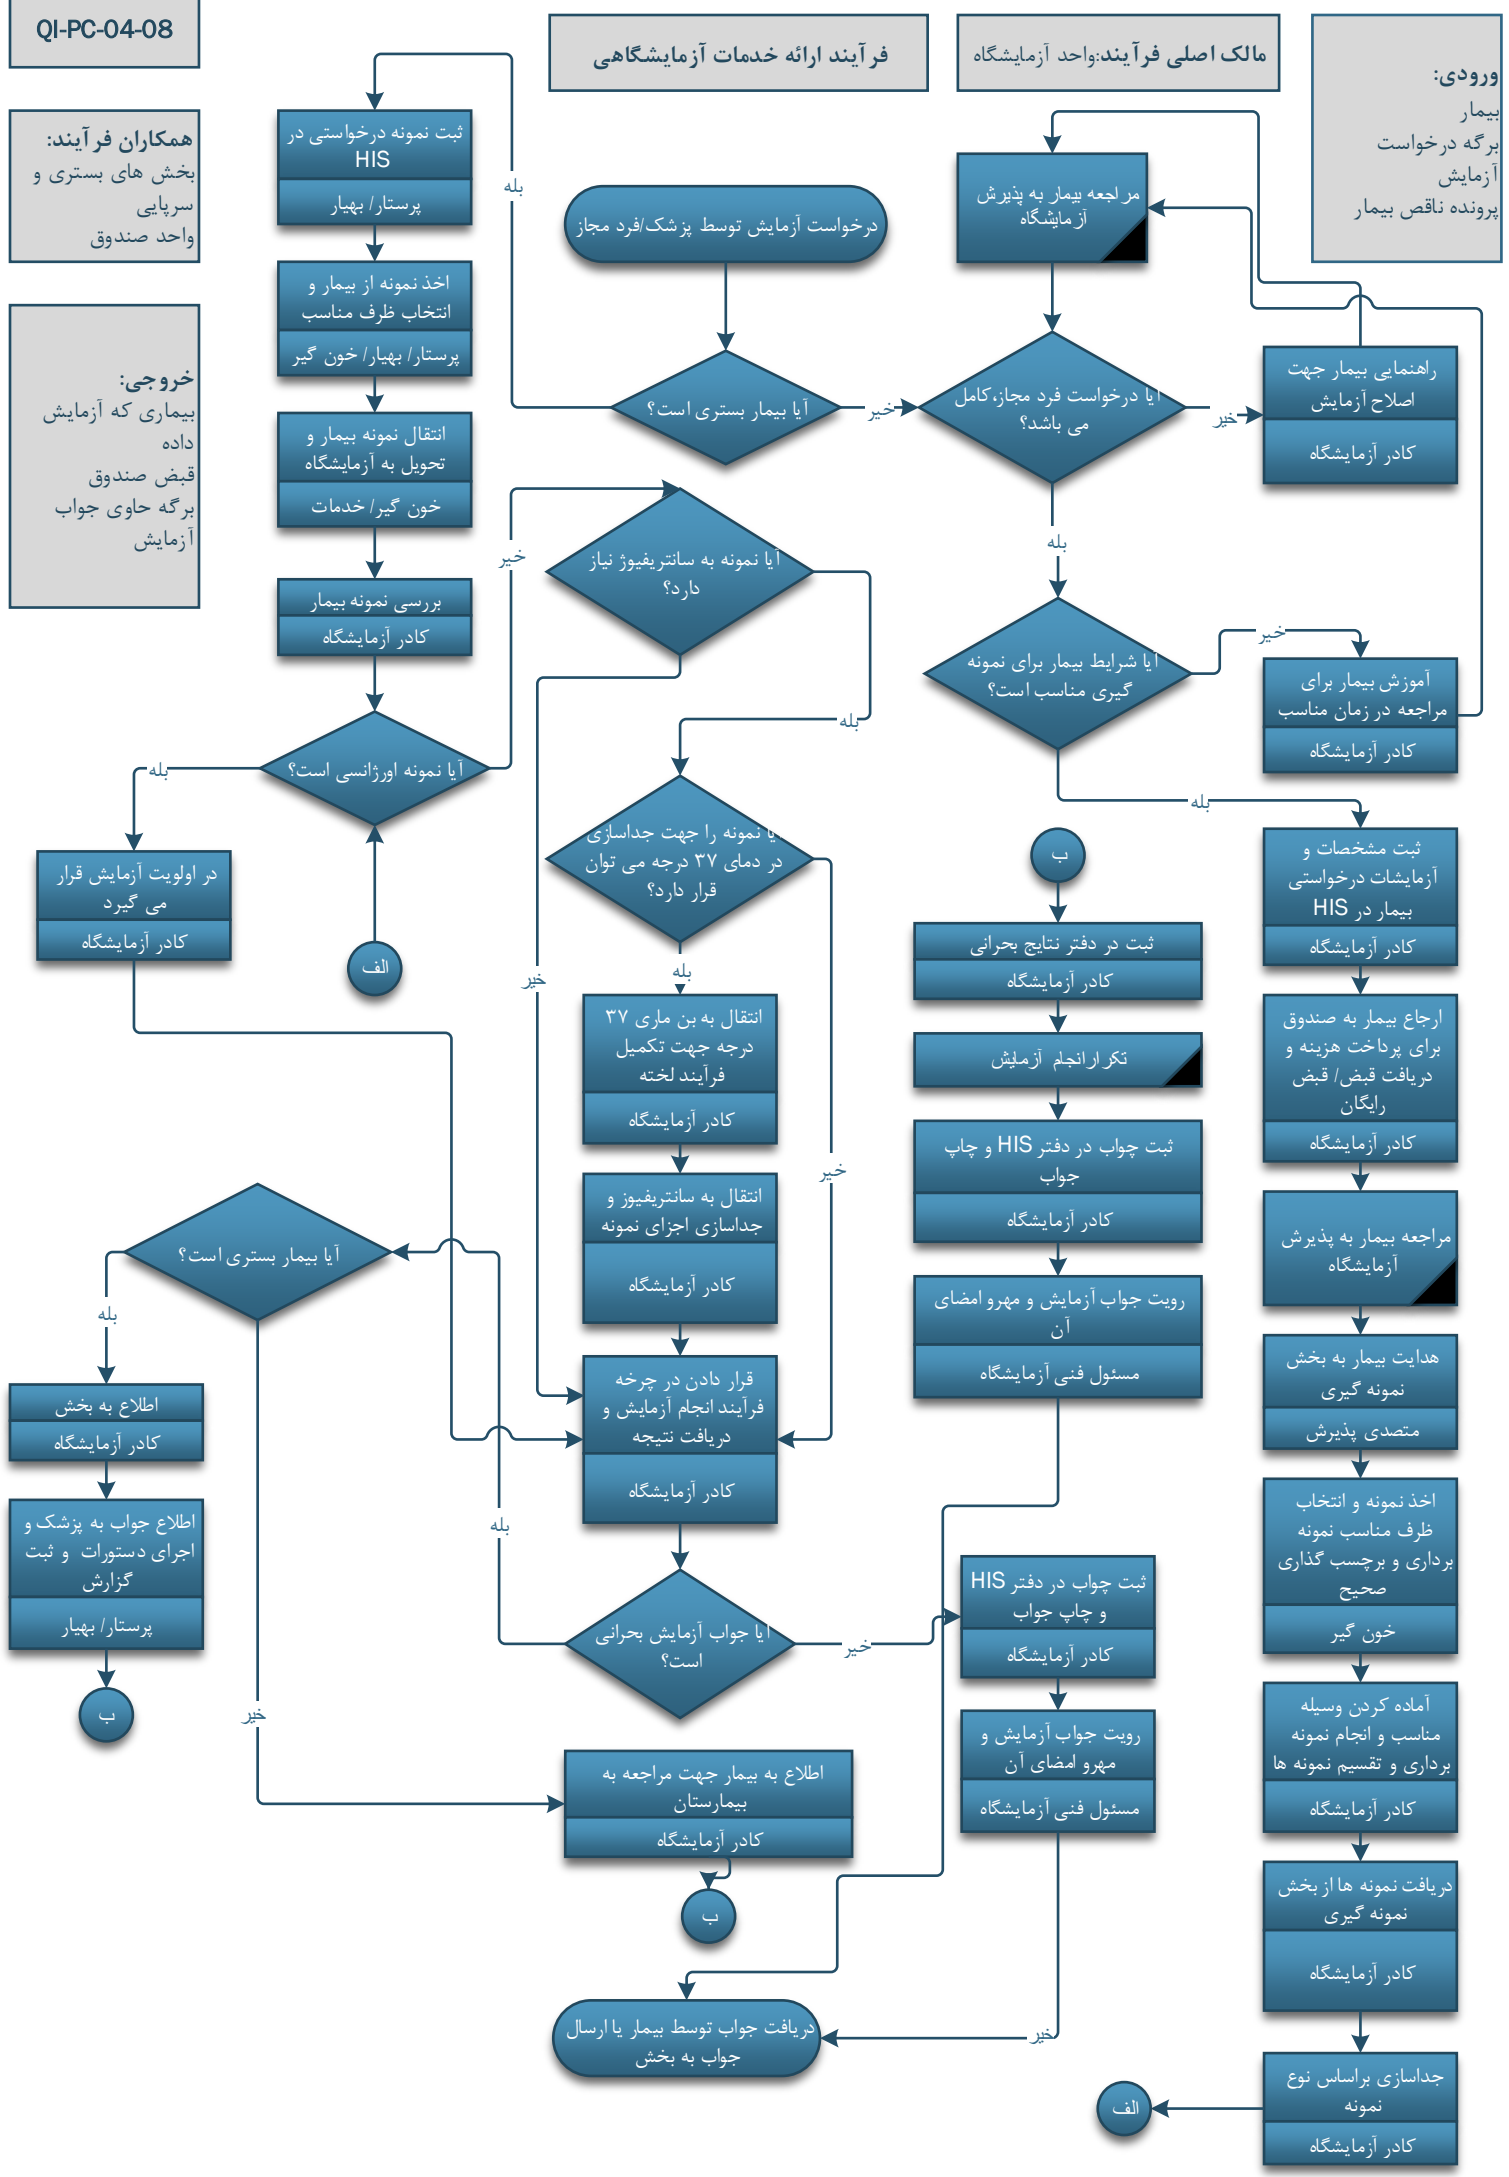 QI-PC-04-08
فرآیند ارائه خدمات آزمایشگاهی
مالک اصلی فرآیند:واحد آزمایشگاه
ورودی:
بیمار
برگه درخواست
آزمایش
پرونده ناقص بیمار
همکاران فرآیند:
بخش های بستری و
سرپایی
واحد صندوق
خروجی:
بیماری که آزمایش
داده
قبض صندوق
برگه حاوی جواب
آزمایش
درخواست آزمایش توسط پزشک/فرد مجاز
آیا بیمار بستری است؟
بله
خیر
ثبت نمونه درخواستی در
HIS
پرستار/ بهیار
اخذ نمونه از بیمار و
انتخاب ظرف مناسب
پرستار/ بهیار/ خون گیر
انتقال نمونه بیمار و
تحویل به آزمایشگاه
خون گیر/ خدمات
بررسی نمونه بیمار
کادر آزمایشگاه
آیا نمونه اورژانسی است؟
بله
خیر
در اولویت آزمایش قرار
می گیرد
کادر آزمایشگاه
الف
مراجعه بیمار به پذیرش
آزمایشگاه
آیا درخواست فرد مجاز،کامل
می باشد؟
خیر
بله
راهنمایی بیمار جهت
اصلاح آزمایش
کادر آزمایشگاه
آیا شرایط بیمار برای نمونه
گیری مناسب است؟
خیر
بله
آموزش بیمار برای
مراجعه در زمان مناسب
کادر آزمایشگاه
ثبت مشخصات و
آزمایشات درخواستی
بیمار در HIS
کادر آزمایشگاه
ارجاع بیمار به صندوق
برای پرداخت هزینه و
دریافت قبض/ قبض
رایگان
کادر آزمایشگاه
مراجعه بیمار به پذیرش
آزمایشگاه
هدایت بیمار به بخش
نمونه گیری
متصدی پذیرش
اخذ نمونه و انتخاب
ظرف مناسب نمونه
برداری و برچسب گذاری
صحیح
خون گیر
آماده کردن وسیله
مناسب و انجام نمونه
برداری و تقسیم نمونه ها
کادر آزمایشگاه
دریافت نمونه ها از بخش
نمونه گیری
کادر آزمایشگاه
جداسازی براساس نوع
نمونه
کادر آزمایشگاه
الف
آیا نمونه به سانتریفیوژ نیاز
دارد؟
بله
خیر
آیا نمونه را جهت جداسازی
در دمای ۳۷ درجه می توان
قرار دارد؟
بله
خیر
انتقال به بن ماری ۳۷
درجه جهت تکمیل
فرآیند لخته
کادر آزمایشگاه
انتقال به سانتریفیوز و
جداسازی اجزای نمونه
کادر آزمایشگاه
قرار دادن در چرخه
فرآیند انجام آزمایش و
دریافت نتیجه
کادر آزمایشگاه
آیا جواب آزمایش بحرانی
است؟
بله
خیر
آیا بیمار بستری است؟
بله
خیر
اطلاع به بخش
کادر آزمایشگاه
اطلاع جواب به پزشک و
اجرای دستورات و ثبت
گزارش
پرستار/ بهیار
ب
اطلاع به بیمار جهت مراجعه به
بیمارستان
کادر آزمایشگاه
ب
ب
ثبت در دفتر نتایج بحرانی
کادر آزمایشگاه
تکرار انجام آزمایش
ثبت چواب در دفتر HIS و چاپ
جواب
کادر آزمایشگاه
رویت جواب آزمایش و مهرو امضای
آن
مسئول فنی آزمایشگاه
ثبت چواب در دفتر HIS
و چاپ جواب
کادر آزمایشگاه
رویت جواب آزمایش و
مهرو امضای آن
مسئول فنی آزمایشگاه
خیر
دریافت جواب توسط بیمار یا ارسال
جواب به بخش